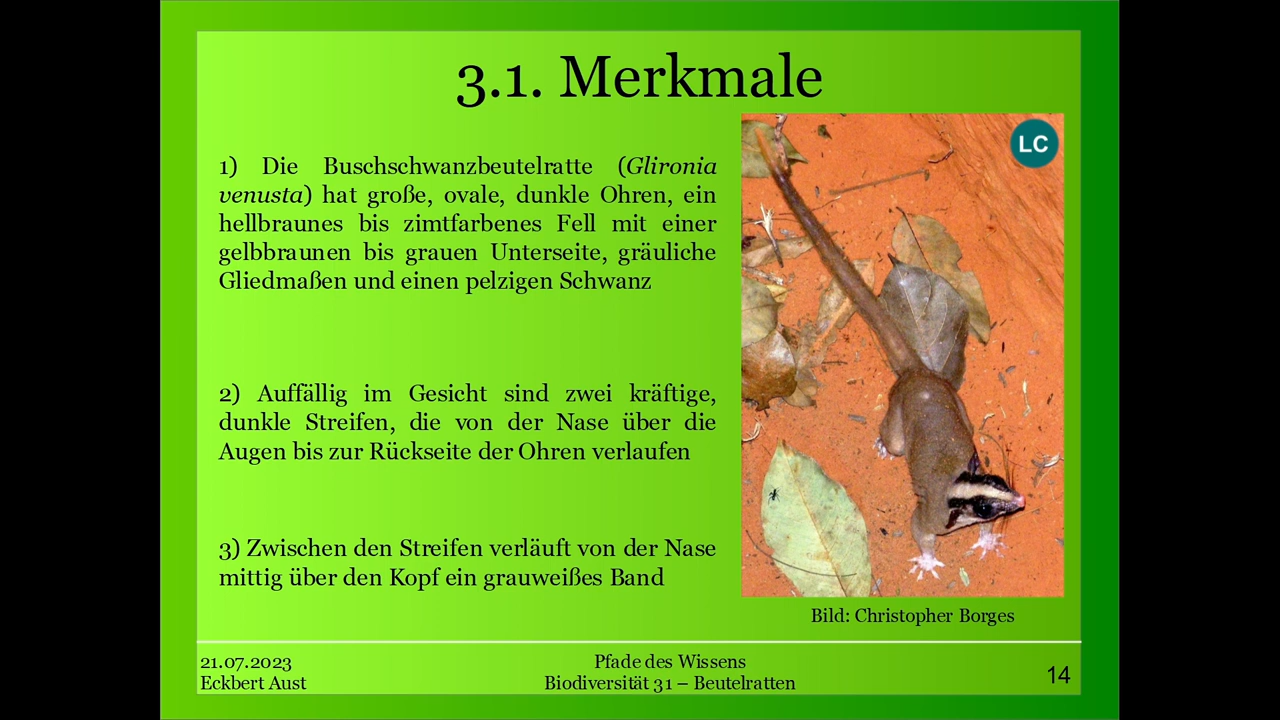 3.1. Merkmale
1) Die Buschschwanzbeutelratte (Glironia
venusta) hat große, ovale, dunkle Ohren, ein
hellbraunes bis zimtfarbenes Fell mit einer
gelbbraunen bis grauen Unterseite, gräuliche
Gliedmaßen und einen pelzigen Schwanz
2) Auffällig im Gesicht sind zwei kräftige,
dunkle Streifen, die von der Nase über die
Augen bis zur Rückseite der Ohren verlaufen
3) Zwischen den Streifen verläuft von der Nase
mittig über den Kopf ein grauweißes Band
LC
Bild: Christopher Borges
21.07.2023
Eckbert Aust
Pfade des Wissens
Biodiversität 31 – Beutelratten
14